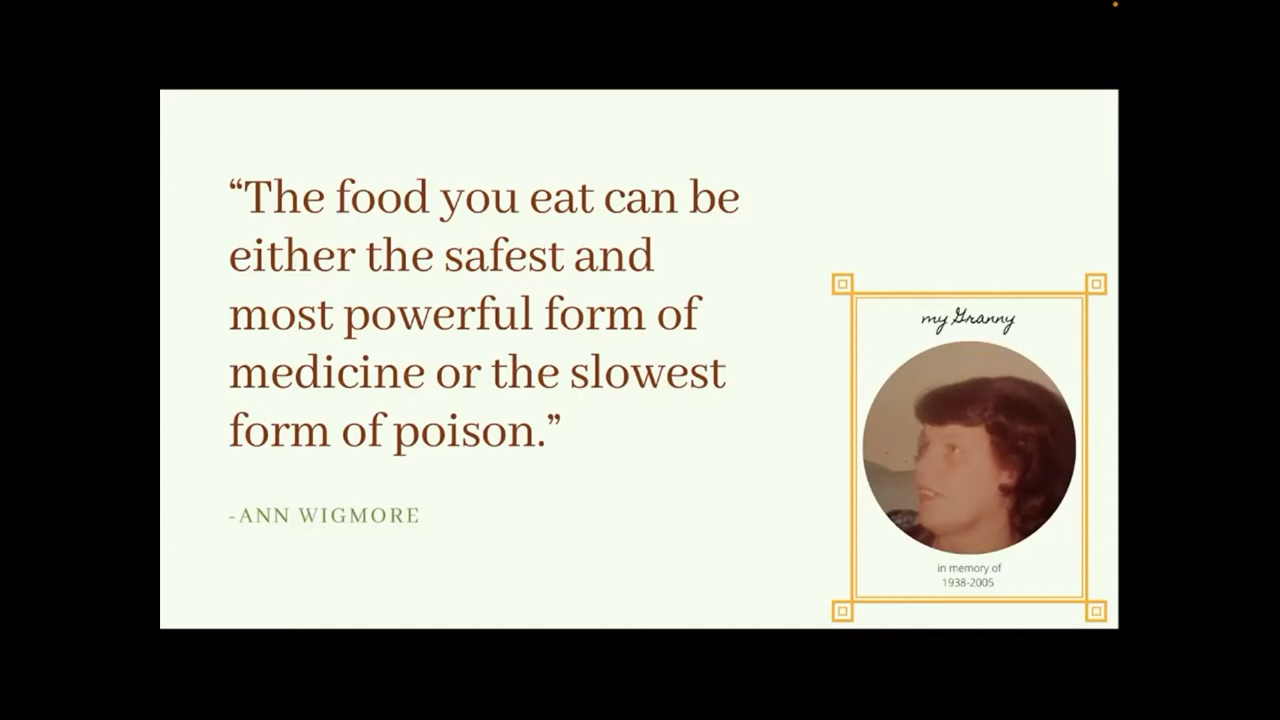 “The food you eat can be
either the safest and
most powerful form of
medicine or the slowest
form of poison.”
-ANN WIGMORE
my Granny
in memory of
1938-2005